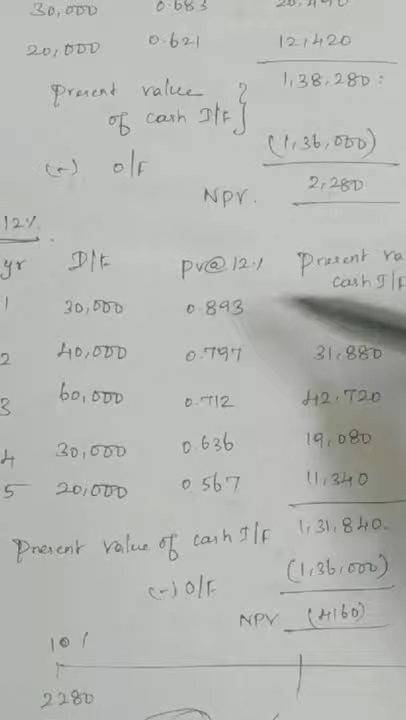 30,000 0.683 20.490
20,000 0.621 12,420
present value 1,38,280
of cash I/F
(-) O/F (1,36,000)
NPV. 2,280
12%.
yr I/F PV@12% present va
cash I/F
1 30,000 0.893
2 40,000 0.797 31,880
3 60,000 0.712 42,720
4 30,000 0.636 19,080
5 20,000 0.567 11,340
present value of cash I/F 1,31,840.
(-) O/F (1,36,000)
NPV (4160)
10%
2280